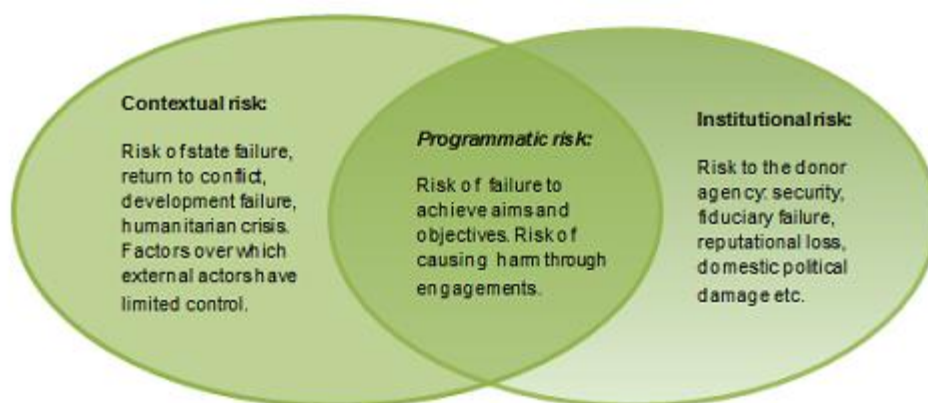 Contextual risk:
Risk of state failure,
return to conflict,
development failure,
humanitarian crisis.
Factors over which
external actors have
limited control.
Programmatic risk:
Risk of failure to
achieve aims and
objectives. Risk of
causing harm through
engagements.
Institutional risk:
Risk to the donor
agency: security,
fiduciary failure,
reputational loss,
domestic political
damage etc.